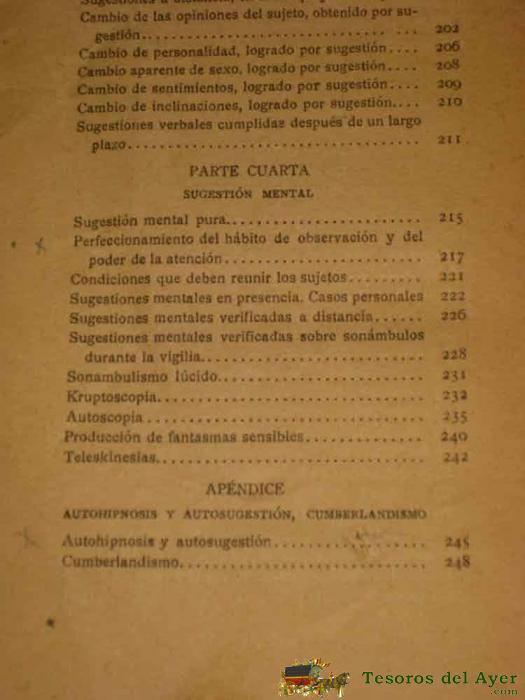 Cambio de las opiniones del sujeto, obtenido por su-
gestión........ 202
Cambio de personalidad, logrado por sugestión.... 206
Cambio aparente de sexo, logrado por sugestión.... 208
Cambio de sentimientos, logrado por sugestión.... 209
Cambio de inclinaciones, logrado por sugestión.... 210
Sugestiones verbales cumplidas después de un largo
plazo........ 211
PARTE CUARTA
SUGESTIÓN MENTAL
Sugestión mental pura........ 215
Perfeccionamiento del hábito de observación y del
poder de la atención........ 217
Condiciones que deben reunir los sujetos........ 221
Sugestiones mentales en presencia. Casos personales 222
Sugestiones mentales verificadas a distancia...... 226
Sugestiones mentales verificadas sobre sonámbulos
durante la vigilia........ 228
Sonambulismo lúcido........ 231
Kruptoscopia........ 232
Autoscopia........ 235
Producción de fantasmas sensibles........ 240
Teleskinesias........ 242
APÉNDICE
AUTOHIPNOSIS Y AUTOSUGESTIÓN, CUMBERLANDISMO
Autohipnosis y autosugestión........ 245
Cumberlandismo........ 248
Tesoros del Ayer
.com